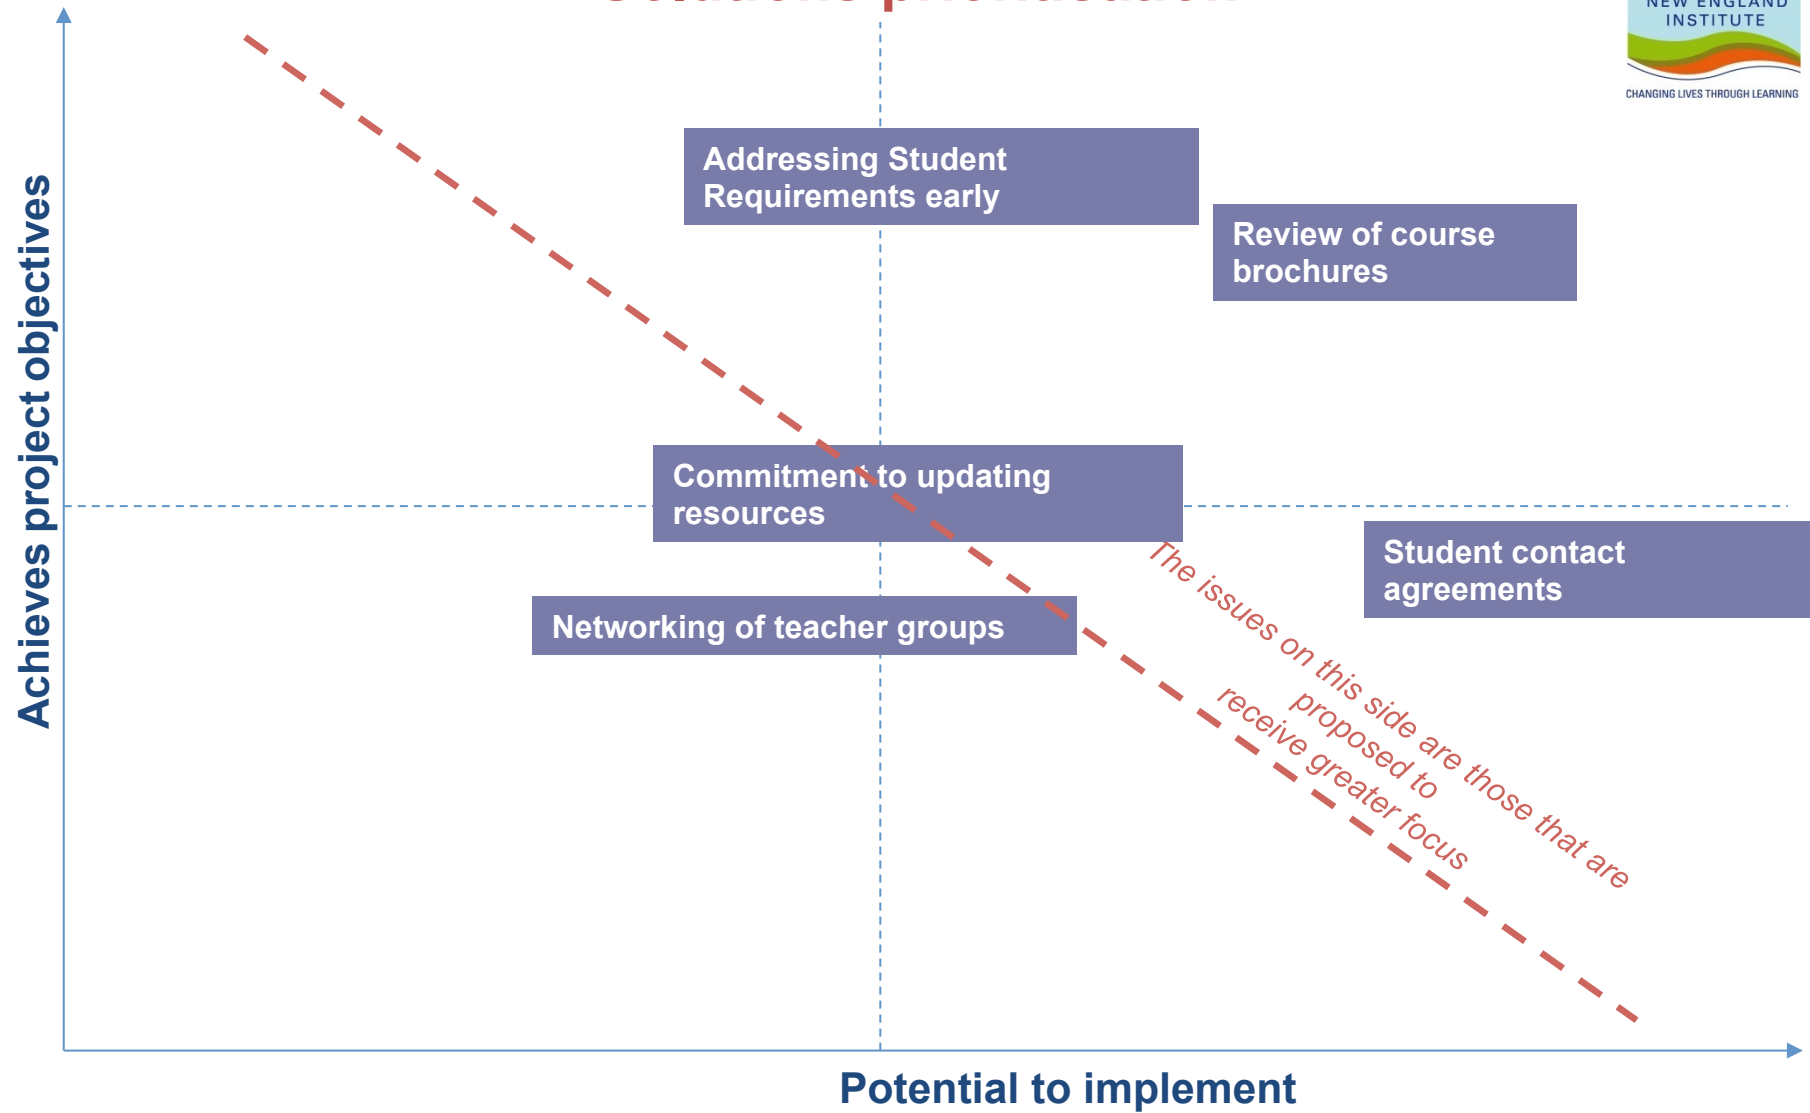 Solutions prioritisation
NEW ENGLAND
INSTITUTE
CHANGING LIVES THROUGH LEARNING
Achieves project objectives
Addressing Student
Requirements early
Review of course
brochures
Commitment to updating
resources
Student contact
agreements
Networking of teacher groups
The issues on this side are those that are
proposed to
receive greater focus
Potential to implement